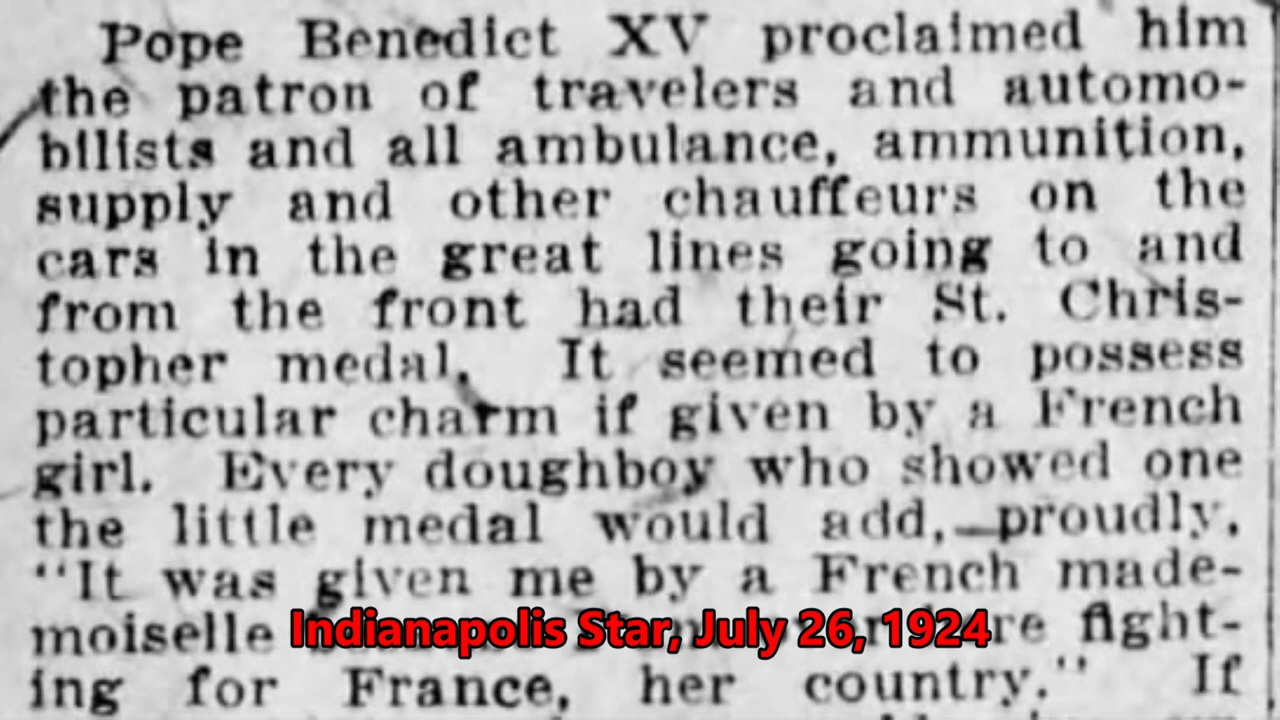 Pope Benedict XV proclaimed him
the patron of travelers and automo-
bilists and all ambulance, ammunition,
supply and other chauffeurs on the
cars in the great lines going to and
from the front had their St. Chris-
topher medal. It seemed to possess
particular charm if given by a French
girl. Every doughboy who showed one
the little medal would add, proudly,
"It was given me by a French made-
moiselle fight-
Indianapolis Star, July 26, 1924
ing for France, her country." If